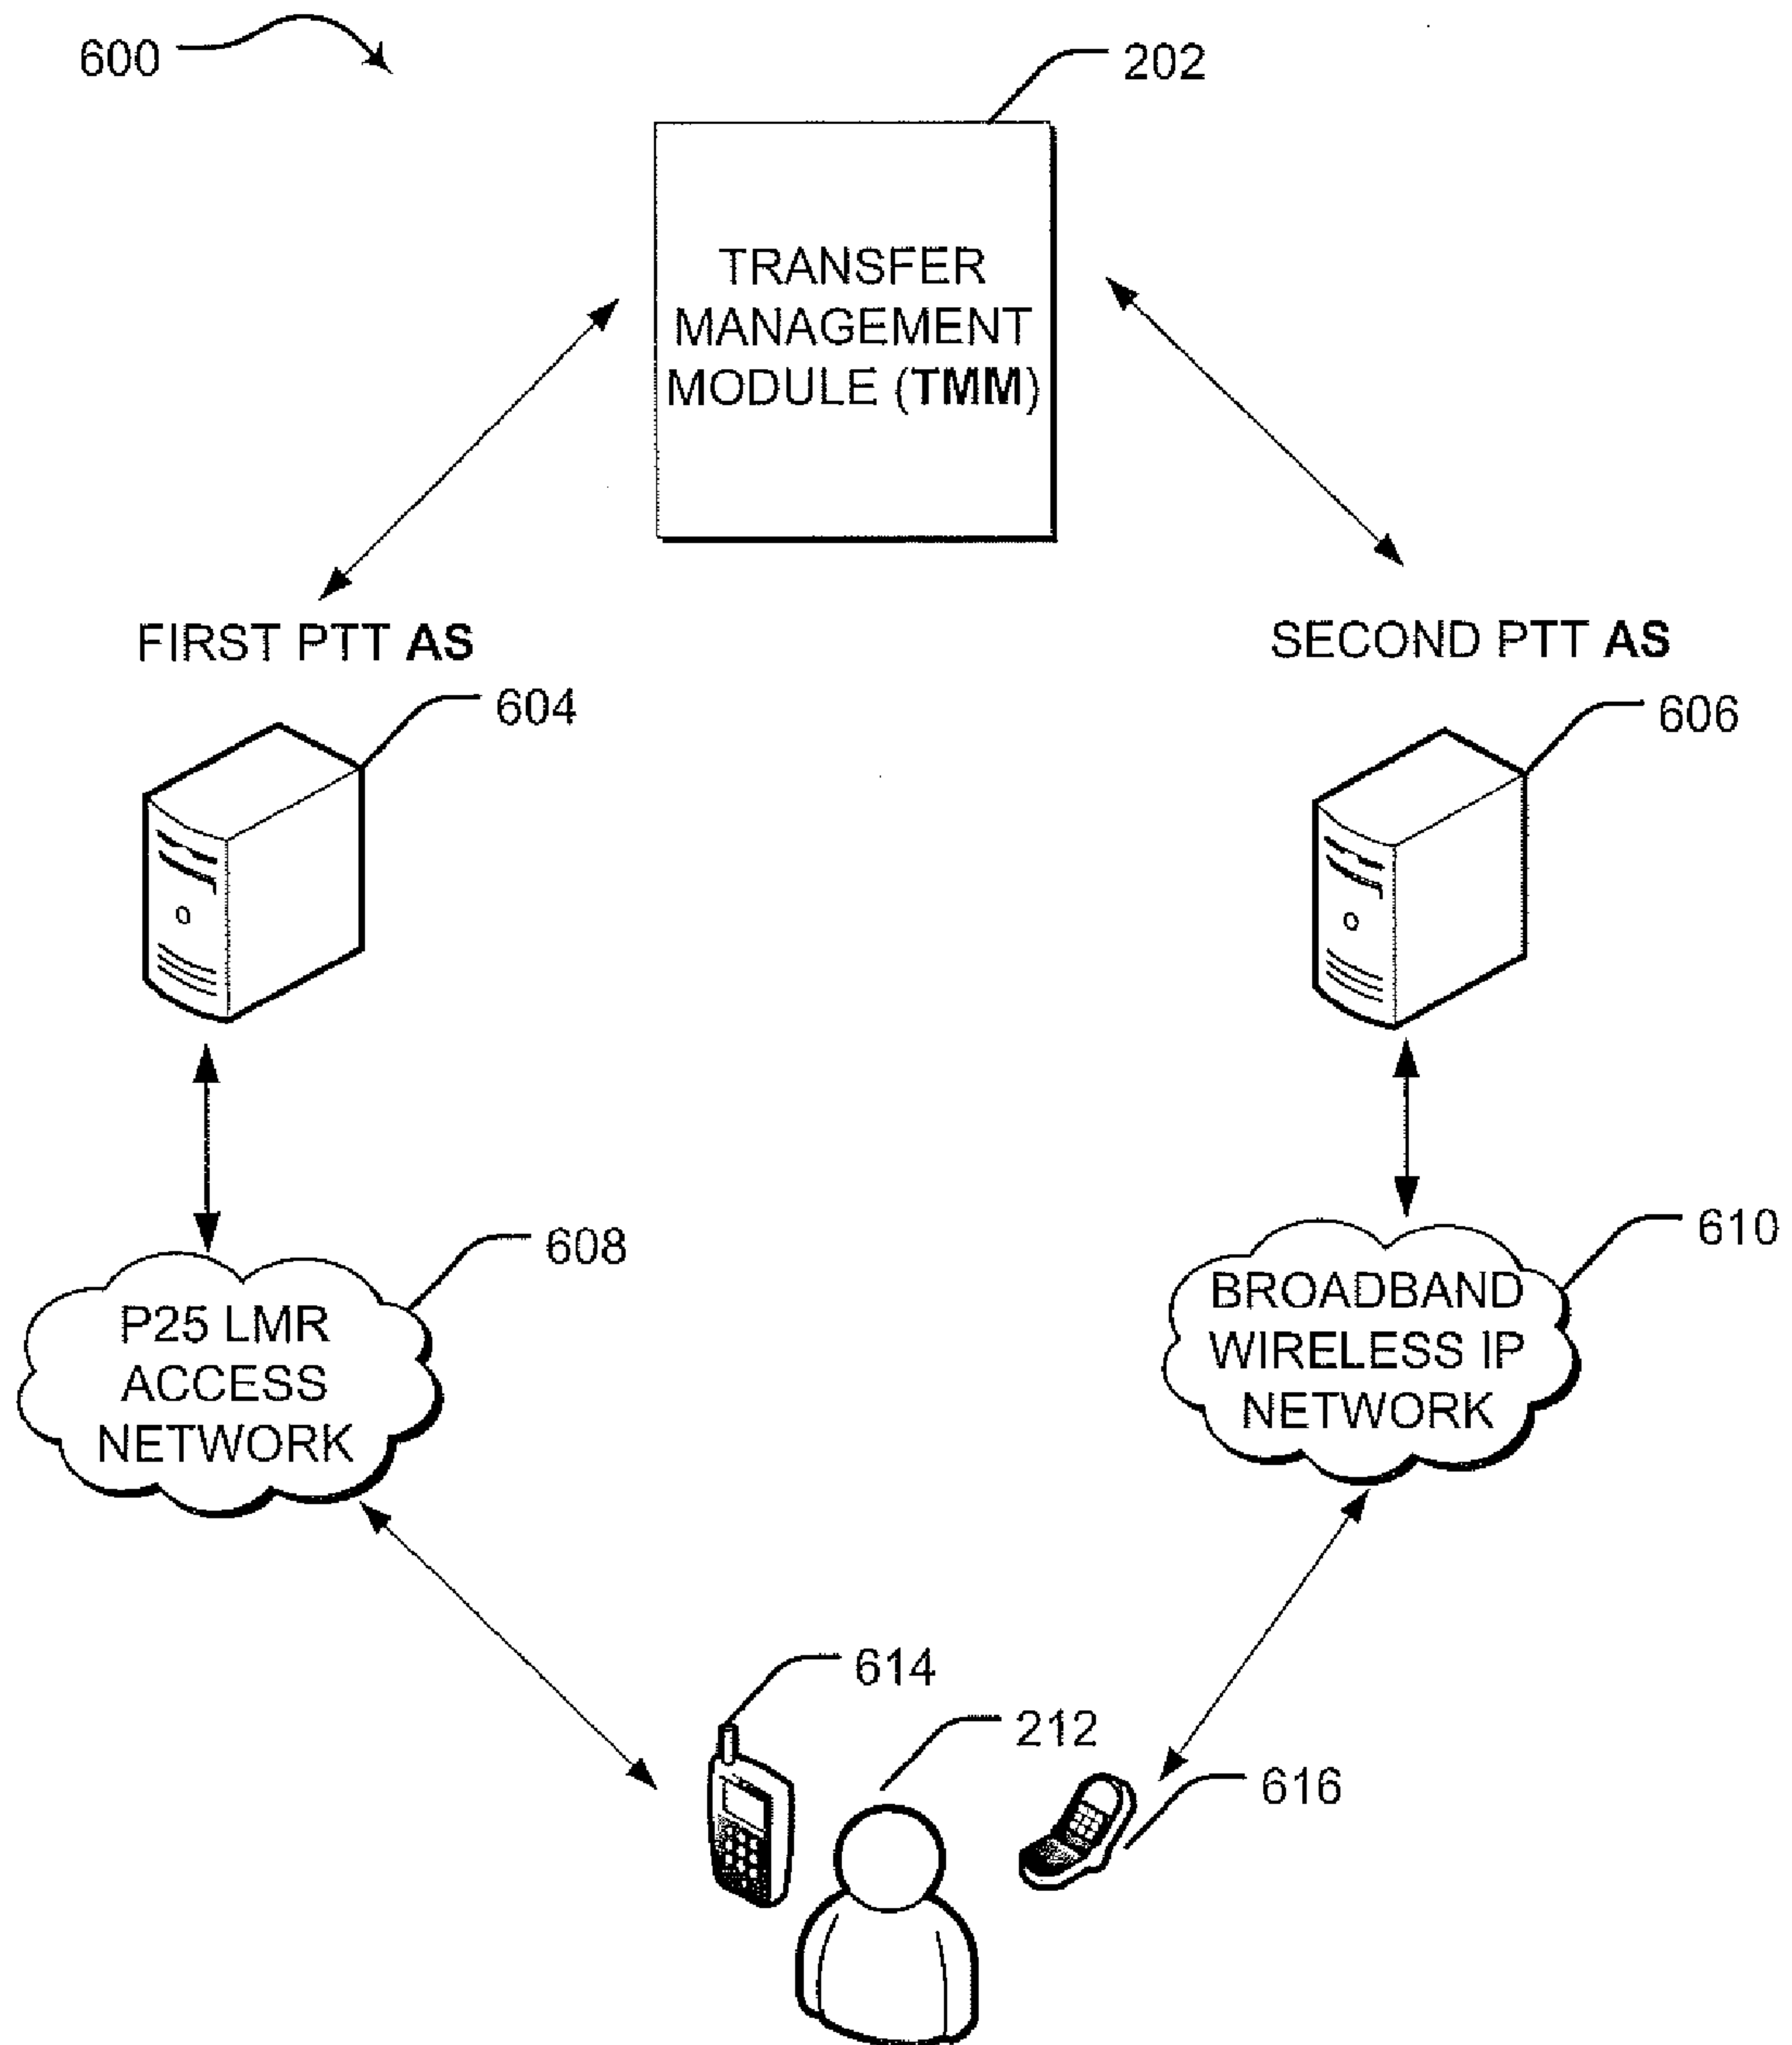 600
202
TRANSFER
MANAGEMENT
MODULE (TMM)
FIRST PTT AS
SECOND PTT AS
604
606
608
610
P25 LMR
ACCESS
NETWORK
BROADBAND
WIRELESS IP
NETWORK
614
212
616